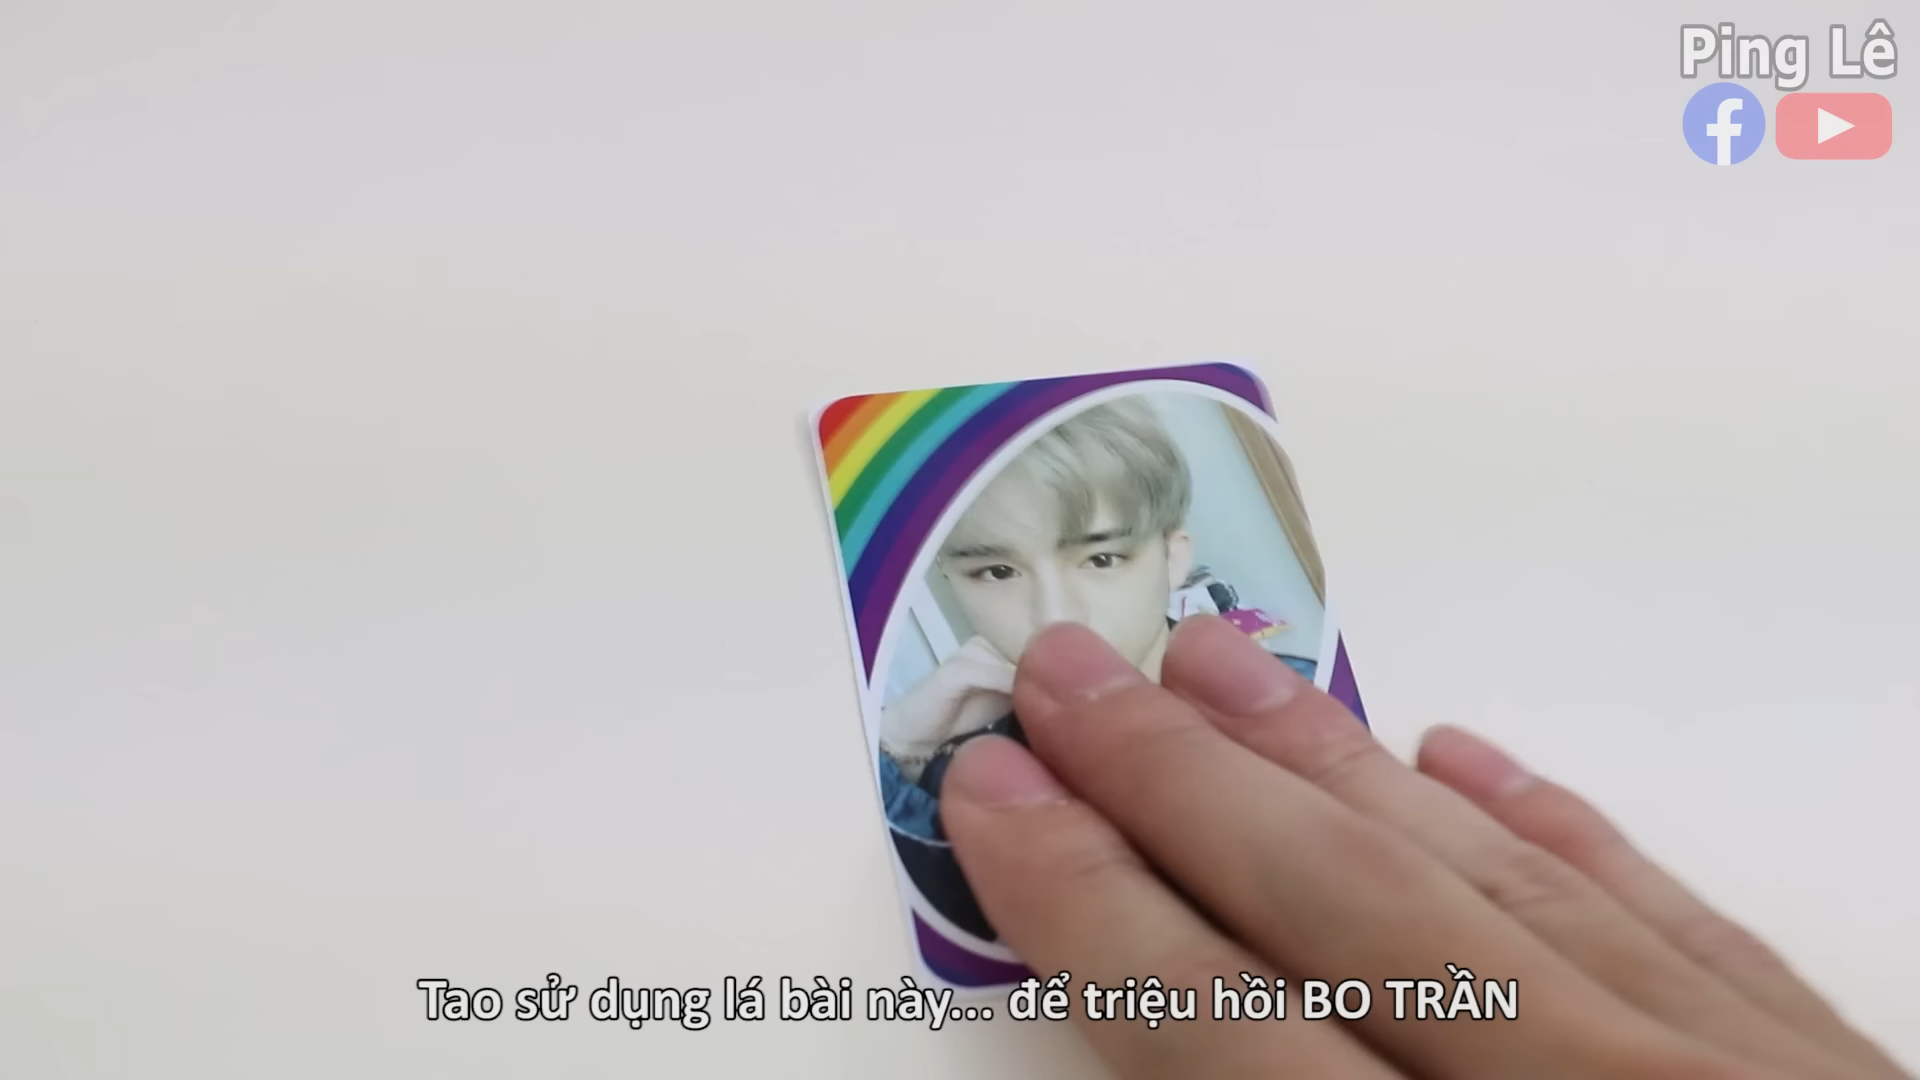 Ping Lê
Tao sử dụng lá bài này... để triệu hồi BO TRẦN